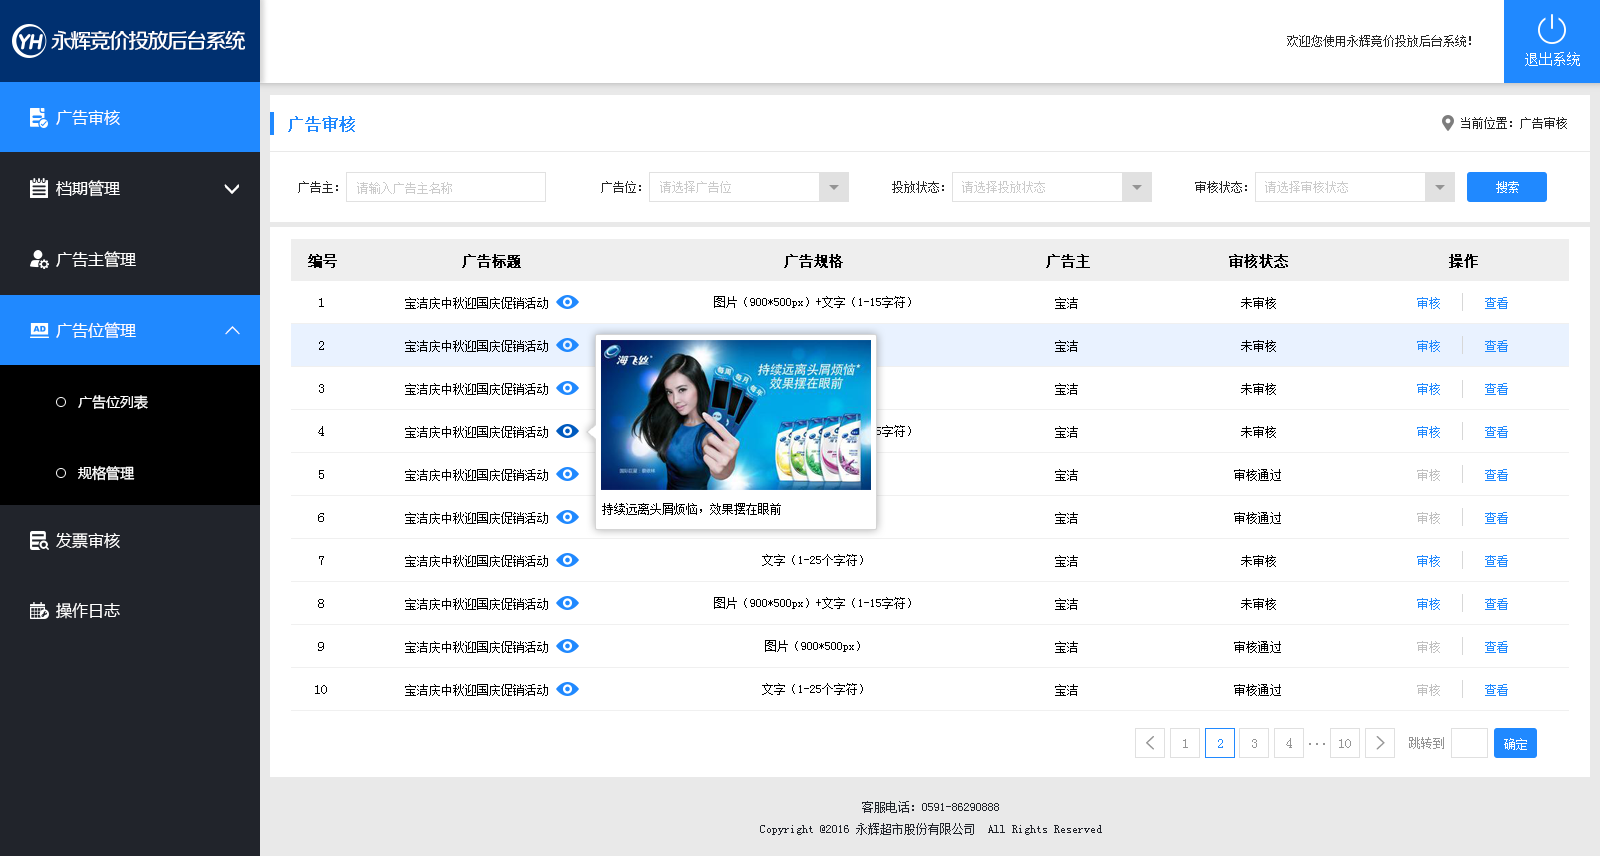 YH 永辉竞价投放后台系统
欢迎您使用永辉竞价投放后台系统!
退出系统
广告审核
档期管理
广告主管理
AD 广告位管理
广告位列表
规格管理
发票审核
操作日志
广告审核
当前位置：广告审核
广告主： 请输入广告主名称 广告位： 请选择广告位 投放状态： 请选择投放状态 审核状态： 请选择审核状态 搜索
编号 广告标题 广告规格 广告主 审核状态 操作
1 宝洁庆中秋迎国庆促销活动 图片（900*500px）+文字（1-15字符） 宝洁 未审核 审核 查看
2 宝洁庆中秋迎国庆促销活动 宝洁 未审核 审核 查看
3 宝洁庆中秋迎国庆促销活动 宝洁 未审核 审核 查看
4 宝洁庆中秋迎国庆促销活动 5字符） 宝洁 未审核 审核 查看
5 宝洁庆中秋迎国庆促销活动 宝洁 审核通过 审核 查看
6 宝洁庆中秋迎国庆促销活动 宝洁 审核通过 审核 查看
7 宝洁庆中秋迎国庆促销活动 文字（1-25个字符） 宝洁 未审核 审核 查看
8 宝洁庆中秋迎国庆促销活动 图片（900*500px）+文字（1-15字符） 宝洁 未审核 审核 查看
9 宝洁庆中秋迎国庆促销活动 图片（900*500px） 宝洁 审核通过 审核 查看
10 宝洁庆中秋迎国庆促销活动 文字（1-25个字符） 宝洁 审核通过 审核 查看
海飞丝
持续远离头屑烦恼*
效果摆在眼前
每周 每月 每年
持续远离头屑烦恼，效果摆在眼前
1 2 3 4 ··· 10 跳转到 确定
客服电话：0591-86290888
Copyright @2016 永辉超市股份有限公司 All Rights Reserved